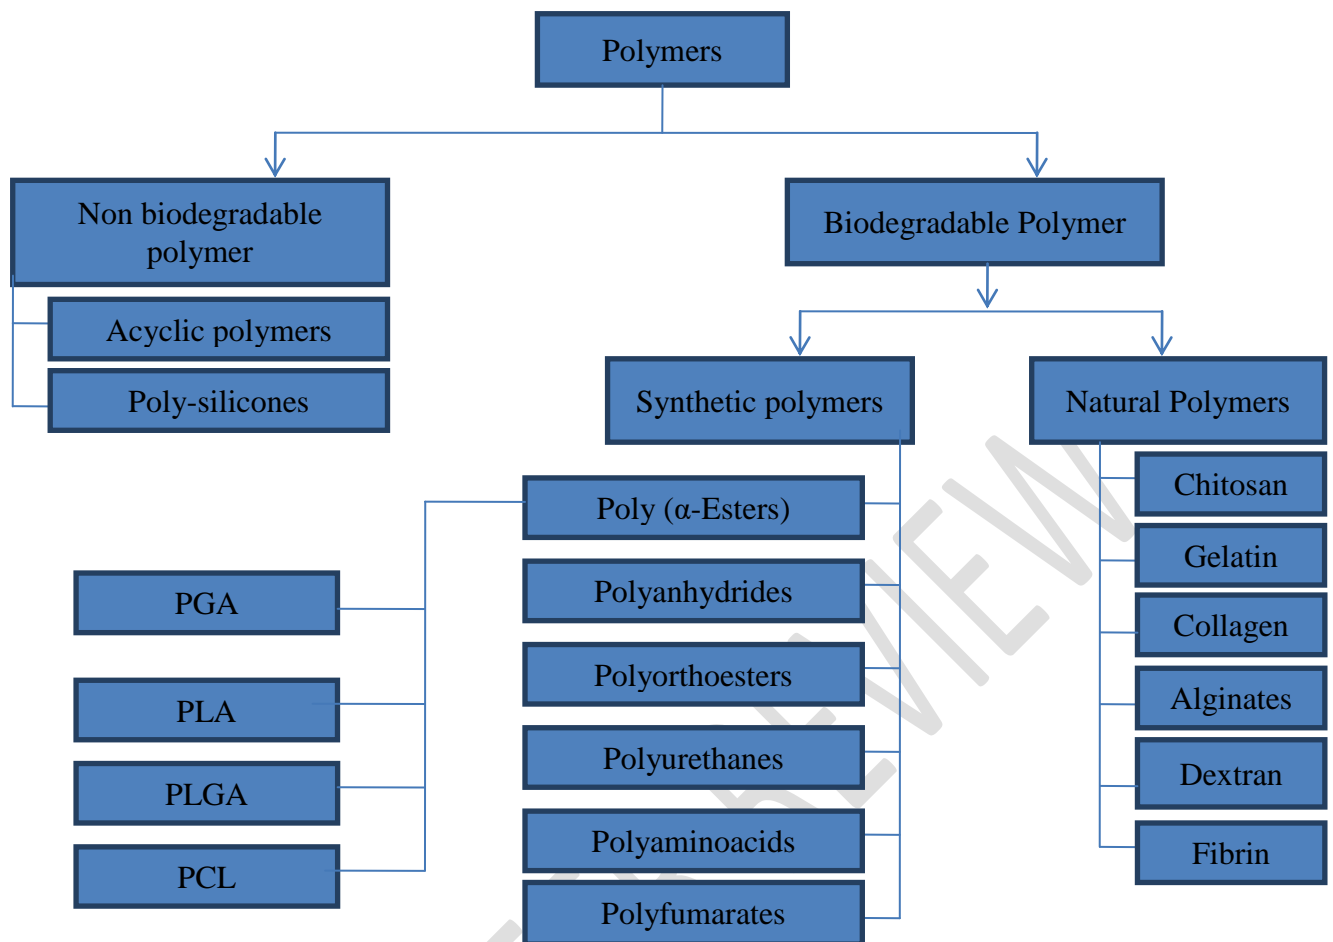 Polymers
Non biodegradable
polymer
Biodegradable Polymer
Acyclic polymers
Poly-silicones
Synthetic polymers
Natural Polymers
Poly (α-Esters)
Polyanhydrides
Polyorthoesters
Polyurethanes
Polyaminoacids
Polyfumarates
PGA
PLA
PLGA
PCL
Chitosan
Gelatin
Collagen
Alginates
Dextran
Fibrin
REVIEW